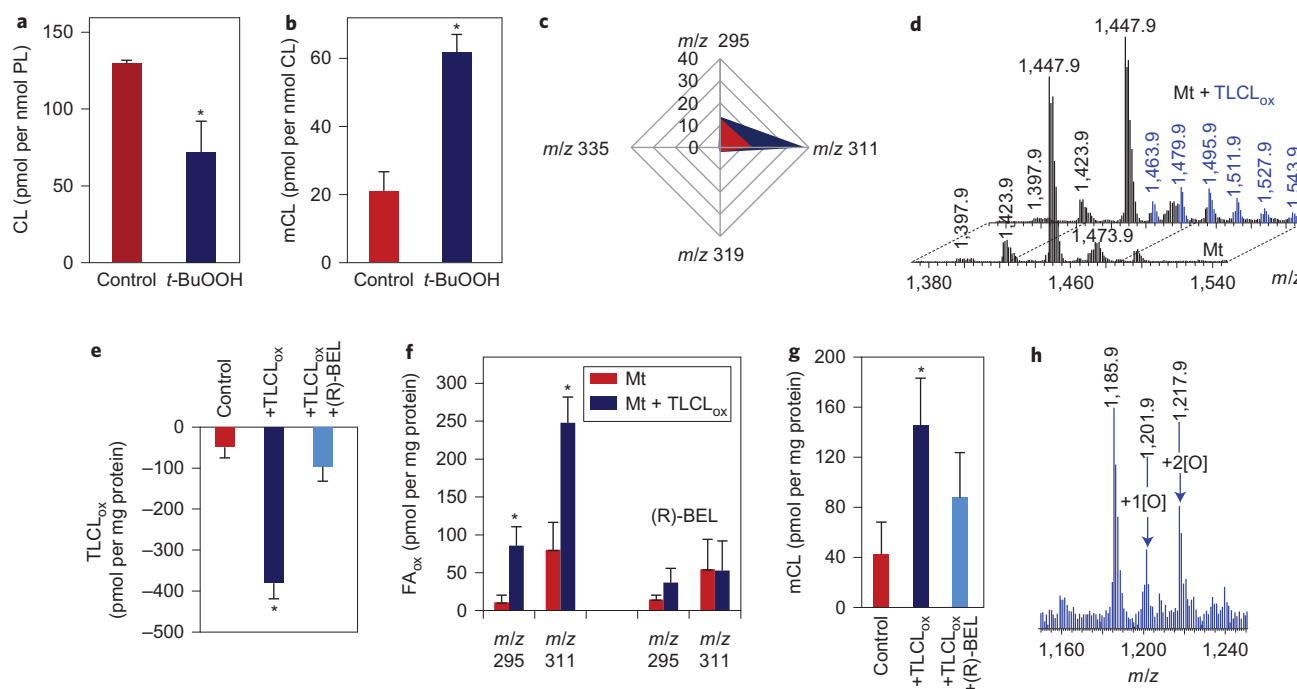 a
CL (pmol per nmol PL)
150
100
50
0
Control t-BuOOH
*
b
mCL (pmol per nmol CL)
60
40
20
0
Control t-BuOOH
*
c
m/z 295
40
30
20
10
0
m/z 335
m/z 311
m/z 319
d
1,447.9
1,447.9
Mt + TLCLox
1,397.9
1,423.9
1,463.9
1,479.9
1,495.9
1,511.9
1,527.9
1,543.9
1,397.9
1,423.9
1,473.9
Mt
1,380
1,460
1,540
m/z
e
Control
+TLCLox
+TLCLox
+(R)-BEL
TLCLox
(pmol per mg protein)
0
−100
−200
−300
−400
−500
*
f
FAox (pmol per mg protein)
300
250
200
150
100
50
0
Mt
Mt + TLCLox
*
*
(R)-BEL
m/z
295
m/z
311
m/z
295
m/z
311
g
mCL (pmol per mg protein)
200
160
120
80
40
0
*
Control
+TLCLox
+TLCLox
+(R)-BEL
h
1,185.9
1,201.9
1,217.9
+1[O]
+2[O]
1,160
1,200
1,240
m/z